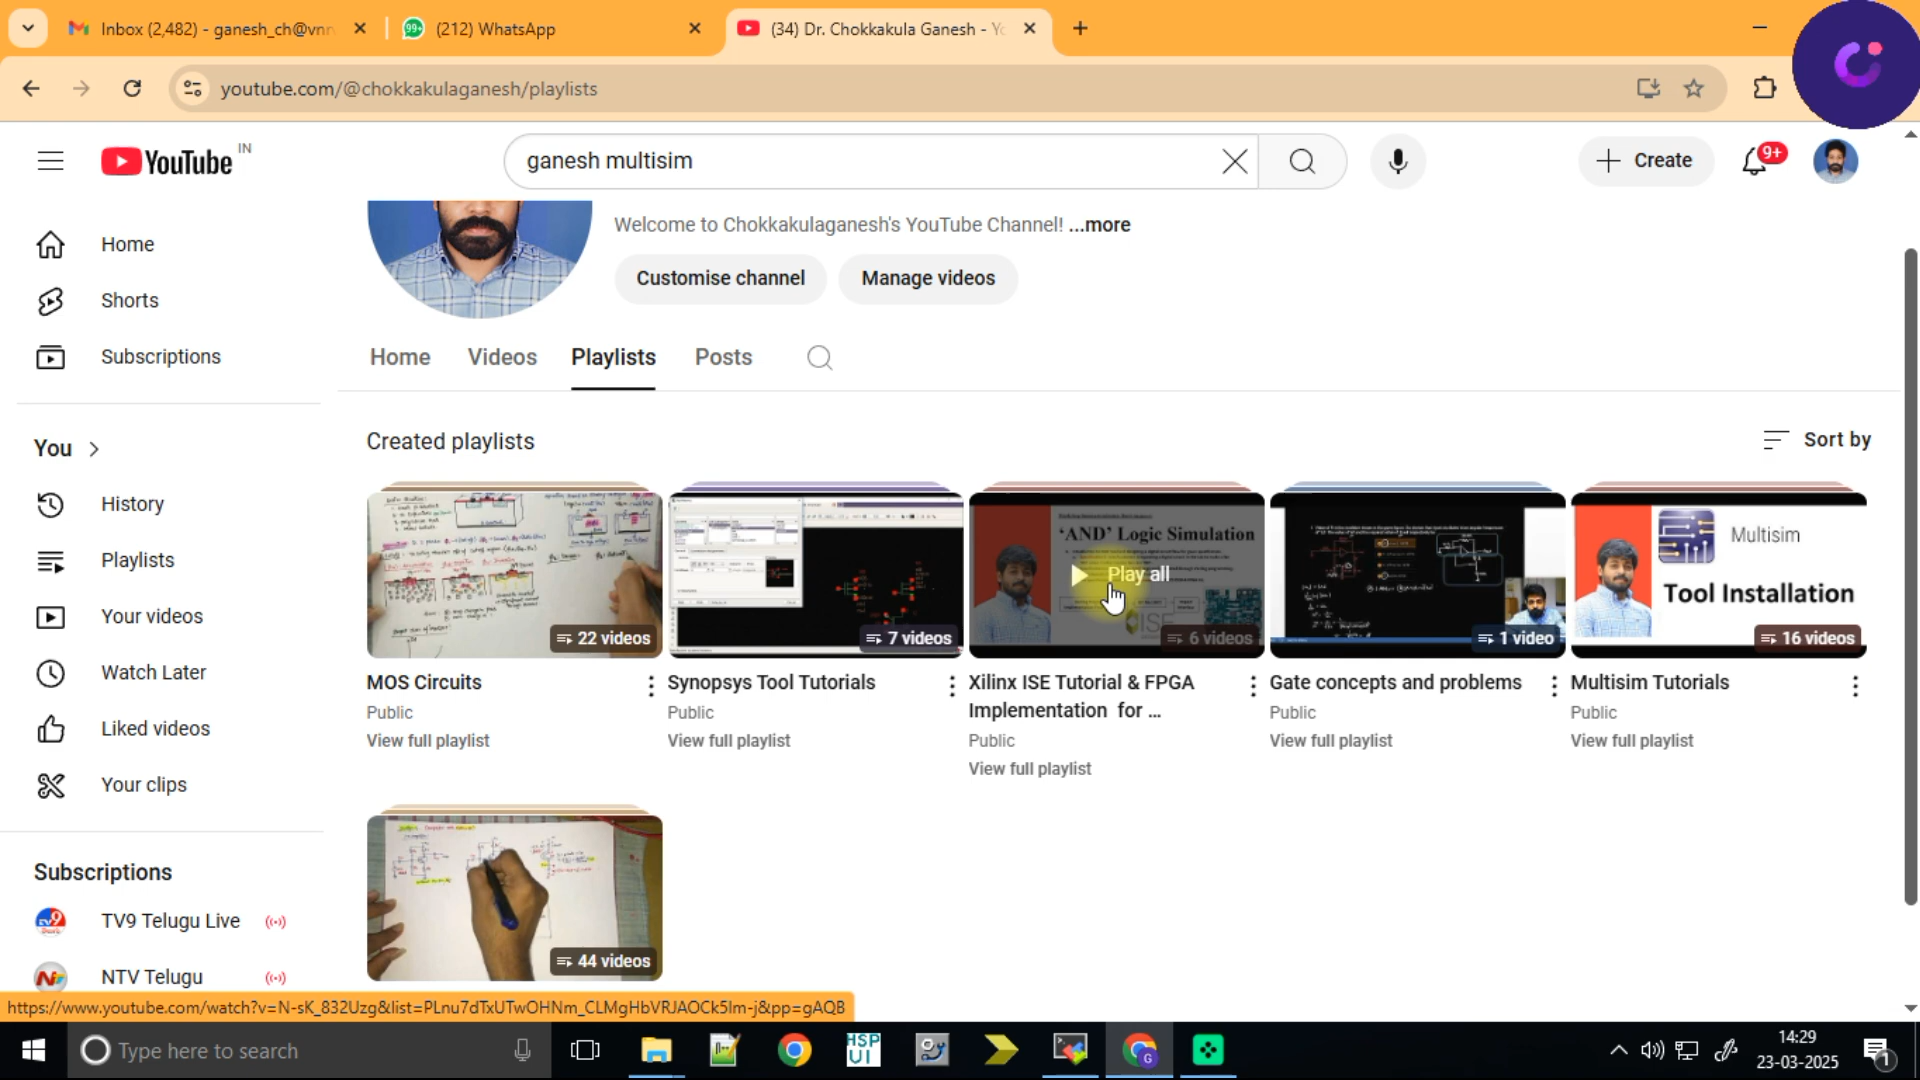 Inbox (2,482) - ganesh_ch@vnr
(212) WhatsApp
(34) Dr. Chokkakula Ganesh - Yo
youtube.com/@chokkakulaganesh/playlists
YouTube IN
ganesh multisim
Create
9+
Home
Shorts
Subscriptions
You
History
Playlists
Your videos
Watch Later
Liked videos
Your clips
Subscriptions
TV9 Telugu Live
NTV Telugu
Welcome to Chokkakulaganesh's YouTube Channel! ...more
Customise channel
Manage videos
Home
Videos
Playlists
Posts
Created playlists
Sort by
22 videos
MOS Circuits
Public
View full playlist
7 videos
Synopsys Tool Tutorials
Public
View full playlist
'AND' Logic Simulation
Play all
ISE
6 videos
Xilinx ISE Tutorial & FPGA
Implementation for ...
Public
View full playlist
1 video
Gate concepts and problems
Public
View full playlist
Multisim
Tool Installation
16 videos
Multisim Tutorials
Public
View full playlist
44 videos
https://www.youtube.com/watch?v=N-sK_832Uzg&list=PLnu7dTxUTwOHNm_CLMgHbVRJAOCk5lm-j&pp=gAQB
Type here to search
HSP
UI
14:29
23-03-2025
1